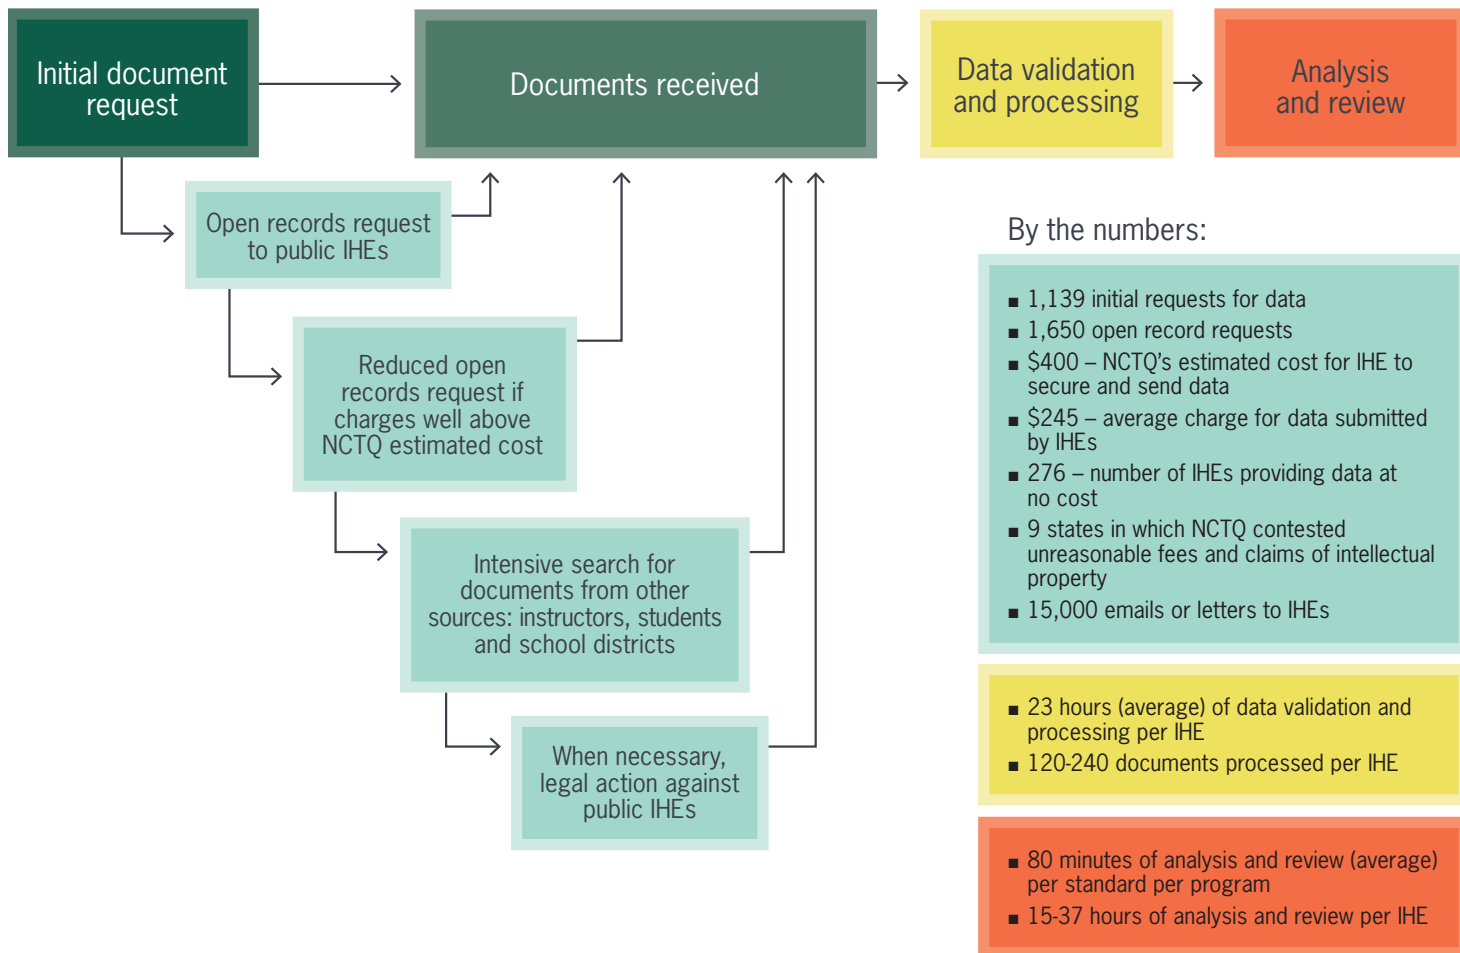 Initial document
request
Documents received
Data validation
and processing
Analysis
and review
Open records request
to public IHEs
Reduced open
records request if
charges well above
NCTQ estimated cost
Intensive search for
documents from other
sources: instructors, students
and school districts
When necessary,
legal action against
public IHEs
By the numbers:
■ 1,139 initial requests for data
■ 1,650 open record requests
■ $400 – NCTQ's estimated cost for IHE to
secure and send data
■ $245 – average charge for data submitted
by IHEs
■ 276 – number of IHEs providing data at
no cost
■ 9 states in which NCTQ contested
unreasonable fees and claims of intellectual
property
■ 15,000 emails or letters to IHEs
■ 23 hours (average) of data validation and
processing per IHE
■ 120-240 documents processed per IHE
■ 80 minutes of analysis and review (average)
per standard per program
■ 15-37 hours of analysis and review per IHE